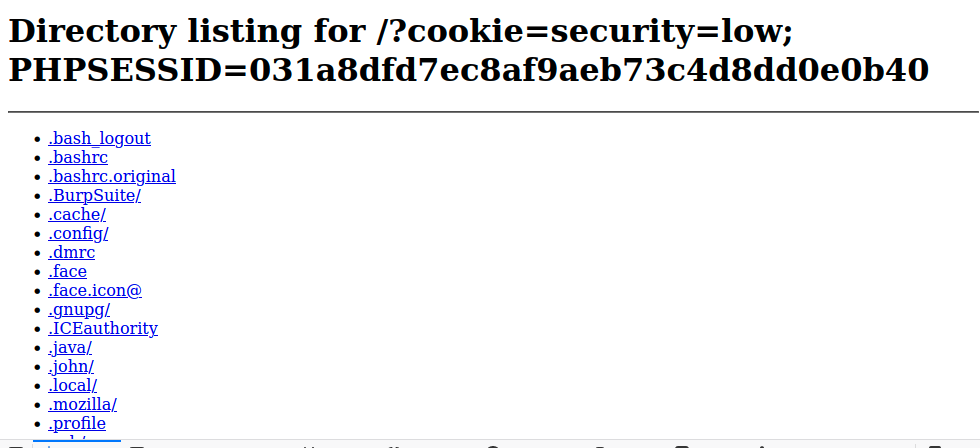 Directory listing for /?cookie=security=low;
PHPSESSID=031a8dfd7ec8af9aeb73c4d8dd0e0b40
.bash_logout
.bashrc
.bashrc.original
.BurpSuite/
.cache/
.config/
.dmrc
.face
.face.icon@
.gnupg/
.ICEauthority
.java/
.john/
.local/
.mozilla/
.profile